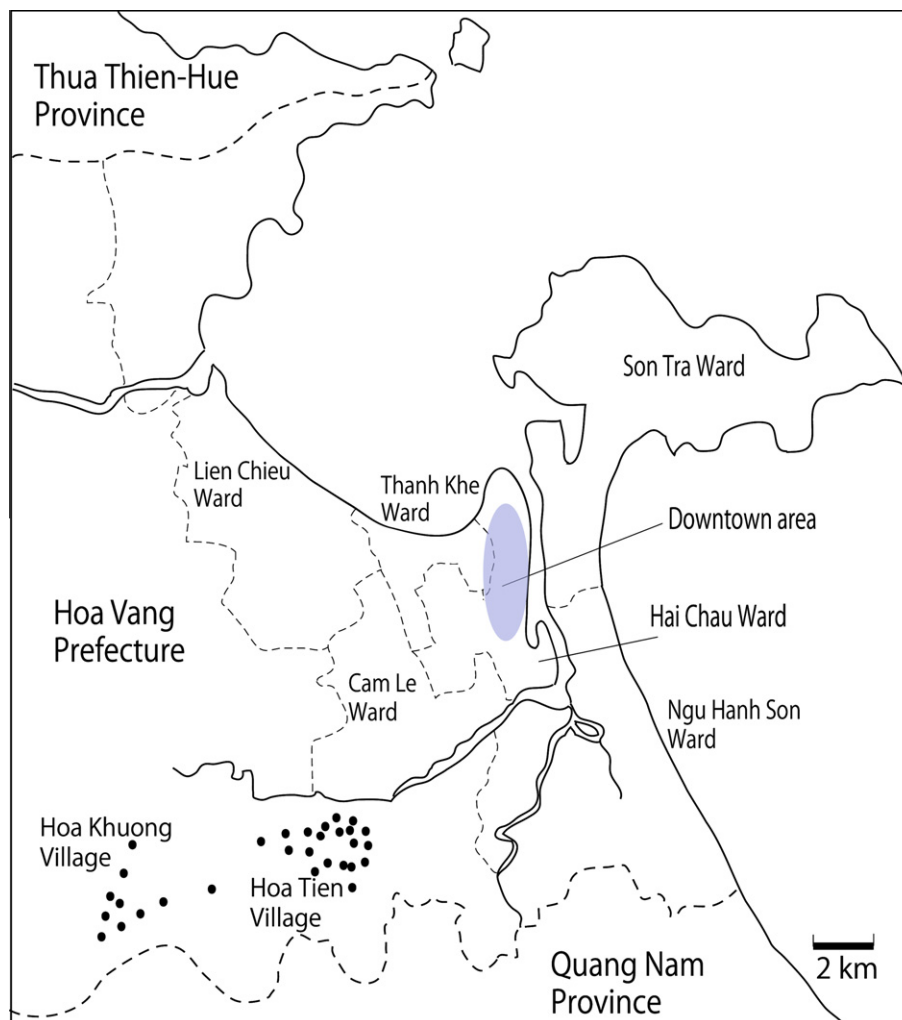 Thua Thien-Hue
Province
Son Tra Ward
Lien Chieu
Ward
Thanh Khe
Ward
Downtown area
Hoa Vang
Prefecture
Hai Chau Ward
Cam Le
Ward
Ngu Hanh Son
Ward
Hoa Khuong
Village
Hoa Tien
Village
Quang Nam
Province
2 km